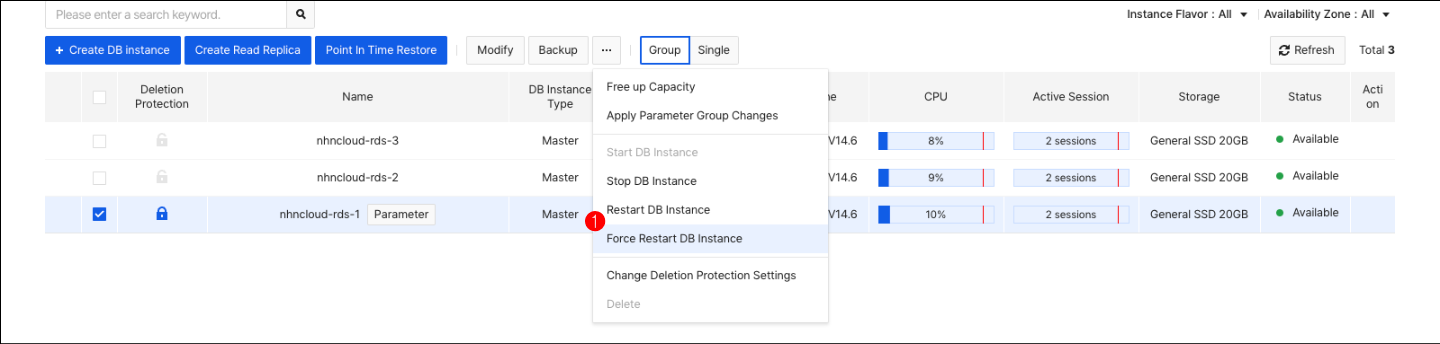 Please enter a search keyword.
Instance Flavor : All
Availability Zone : All
+ Create DB instance
Create Read Replica
Point In Time Restore
Modify
Backup
...
Group
Single
Refresh
Total 3
Deletion Protection
Name
DB Instance Type
CPU
Active Session
Storage
Status
Acti
on
nhncloud-rds-3
Master
V14.6
8%
2 sessions
General SSD 20GB
Available
nhncloud-rds-2
Master
V14.6
9%
2 sessions
General SSD 20GB
Available
nhncloud-rds-1
Parameter
Master
V14.6
10%
2 sessions
General SSD 20GB
Available
Free up Capacity
Apply Parameter Group Changes
Start DB Instance
Stop DB Instance
Restart DB Instance
1
Force Restart DB Instance
Change Deletion Protection Settings
Delete